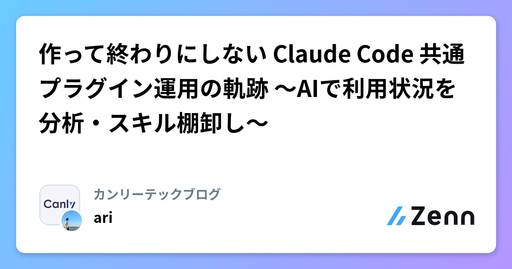 作って終わりにしない Claude Code 共通
プラグイン運用の軌跡 〜AIで利用状況を
分析・スキル棚卸し〜
カンリーテックブログ
Canly
ari
Zenn